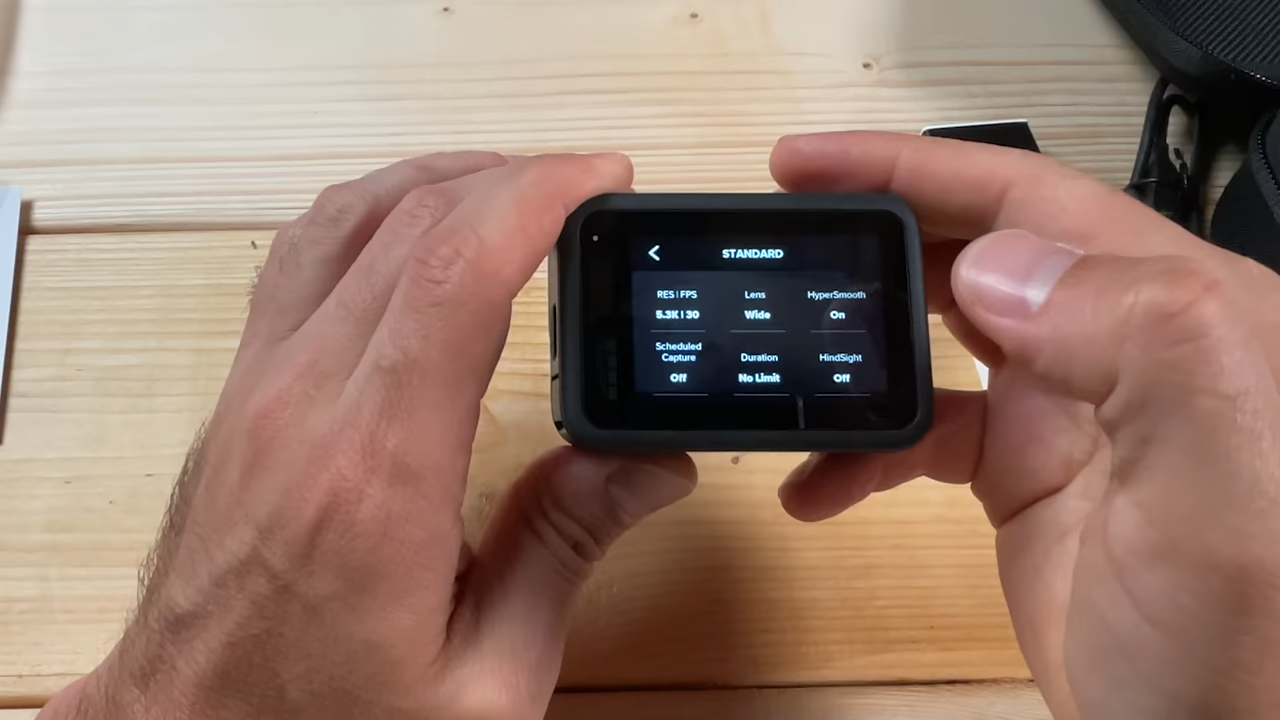 STANDARD
RES | FPS
Lens
HyperSmooth
5.3K | 30
Wide
On
Scheduled
Capture
Duration
HindSight
Off
No Limit
Off